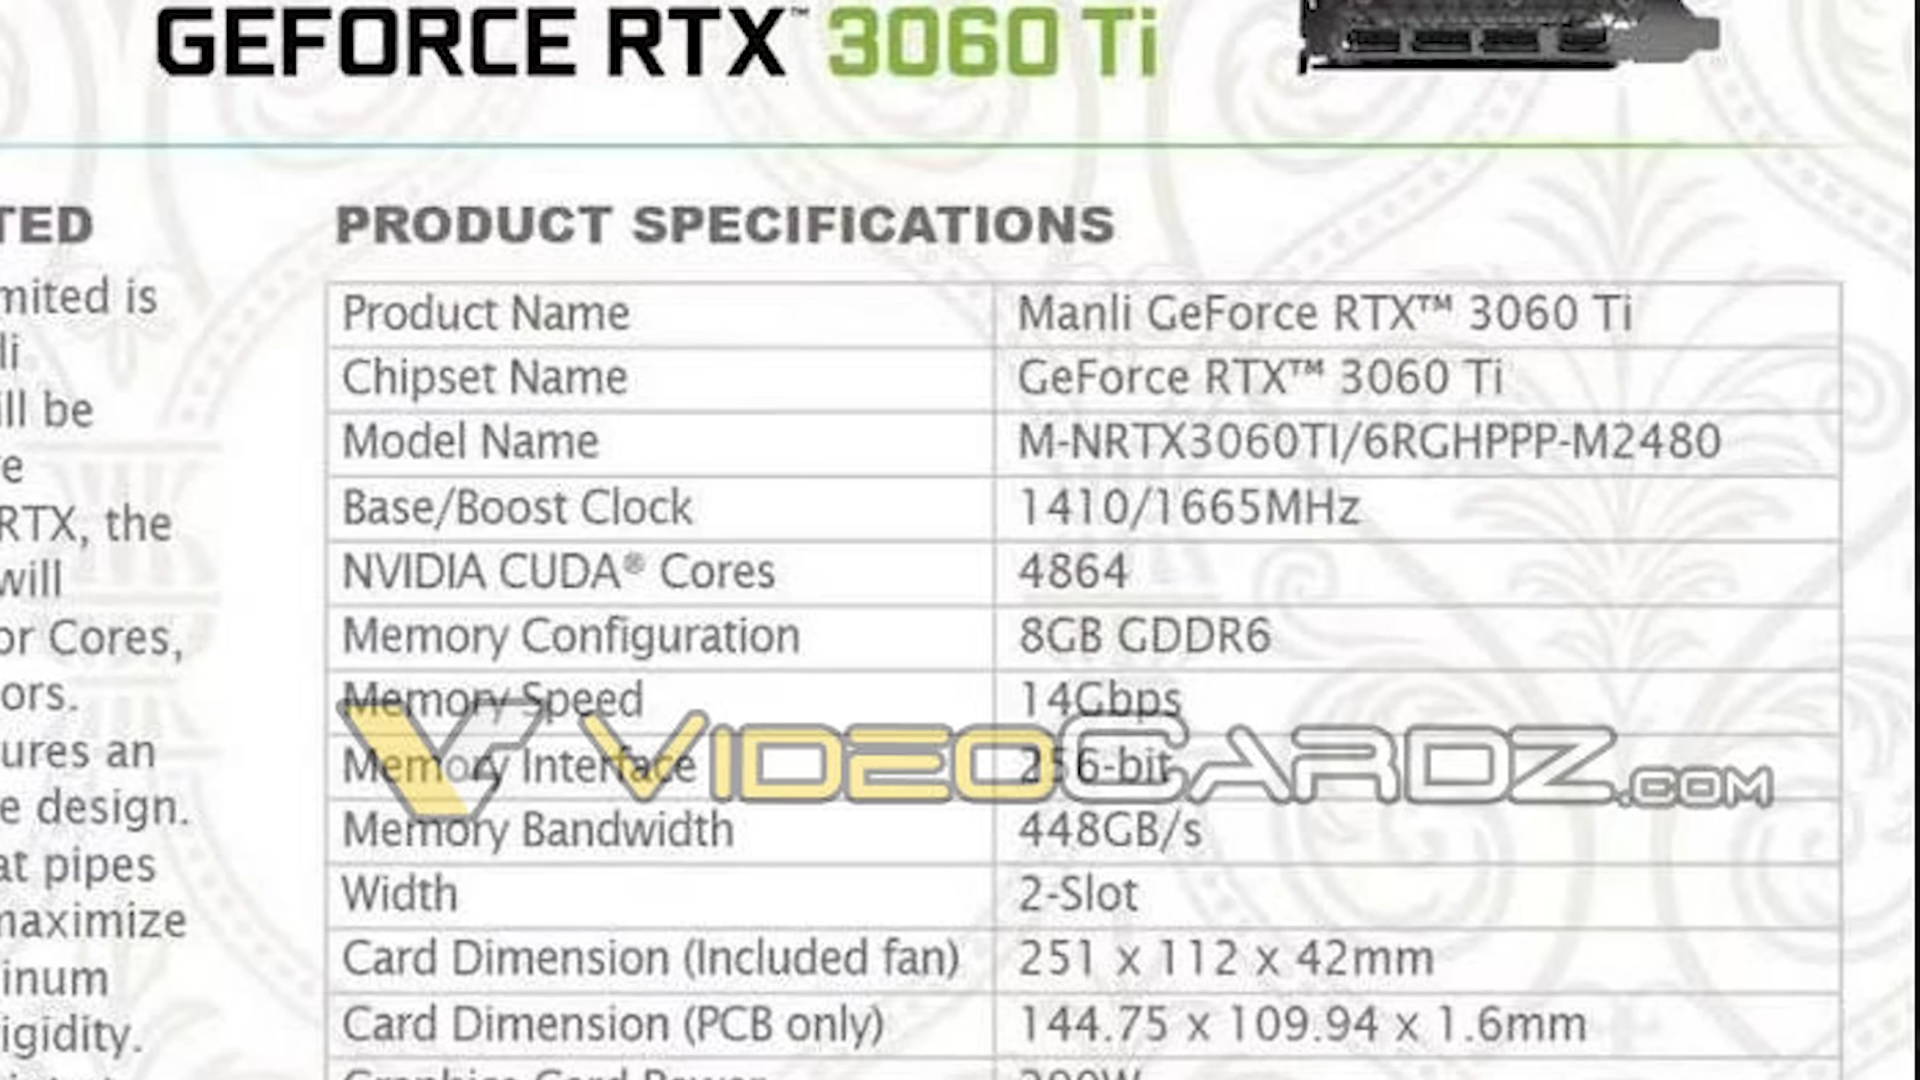 GEFORCE RTX™ 3060 Ti
TED
mited is
li
ill be
e
RTX, the
will
or Cores,
ors.
ures an
e design.
at pipes
maximize
inum
igidity.
PRODUCT SPECIFICATIONS
Product Name Manli GeForce RTX™ 3060 Ti
Chipset Name GeForce RTX™ 3060 Ti
Model Name M-NRTX3060TI/6RGHPPP-M2480
Base/Boost Clock 1410/1665MHz
NVIDIA CUDA® Cores 4864
Memory Configuration 8GB GDDR6
Memory Speed 14Gbps
Memory Interface 256-bit
Memory Bandwidth 448GB/s
Width 2-Slot
Card Dimension (Included fan) 251 x 112 x 42mm
Card Dimension (PCB only) 144.75 x 109.94 x 1.6mm
Graphics Card Power
VIDEOCARDZ.COM